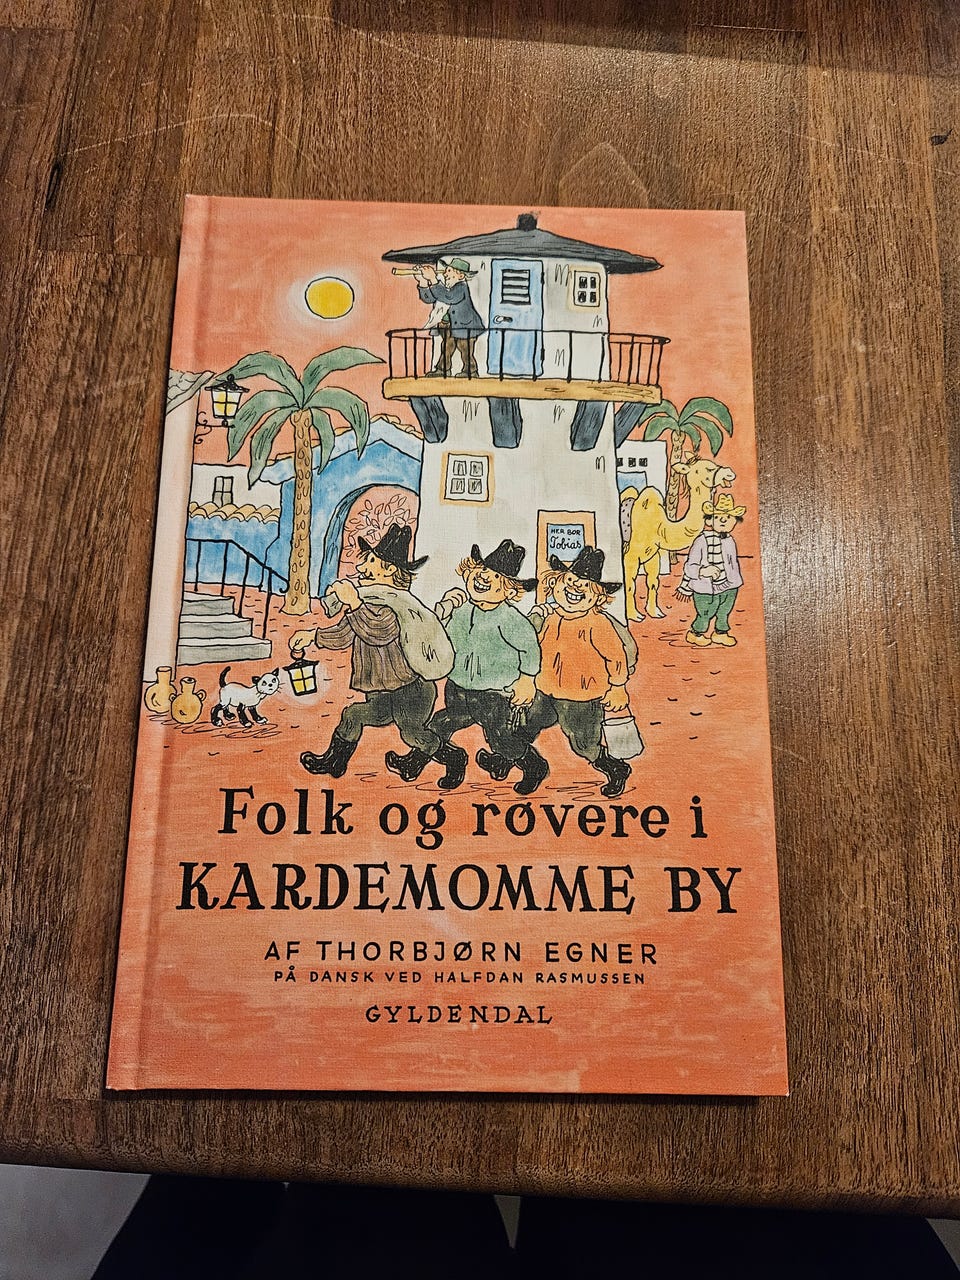 HER BOR
Tobias
Folk og røvere i
KARDEMOMME BY
AF THORBJØRN EGNER
PÅ DANSK VED HALFDAN RASMUSSEN
GYLDENDAL